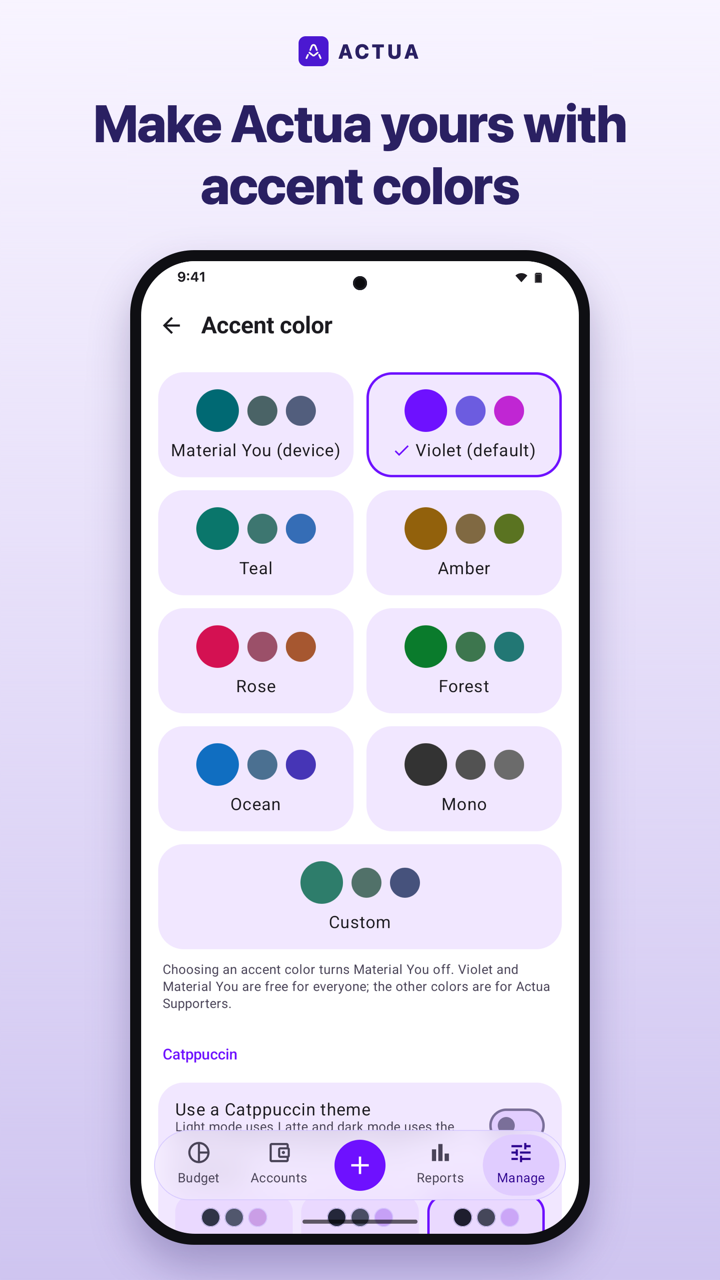 ACTUA
Make Actua yours with
accent colors
9:41
Accent color
Material You (device)
Violet (default)
Teal
Amber
Rose
Forest
Ocean
Mono
Custom
Choosing an accent color turns Material You off. Violet and
Material You are free for everyone; the other colors are for Actua
Supporters.
Catppuccin
Use a Catppuccin theme
Light mode uses Latte and dark mode uses the
Budget
Accounts
Reports
Manage